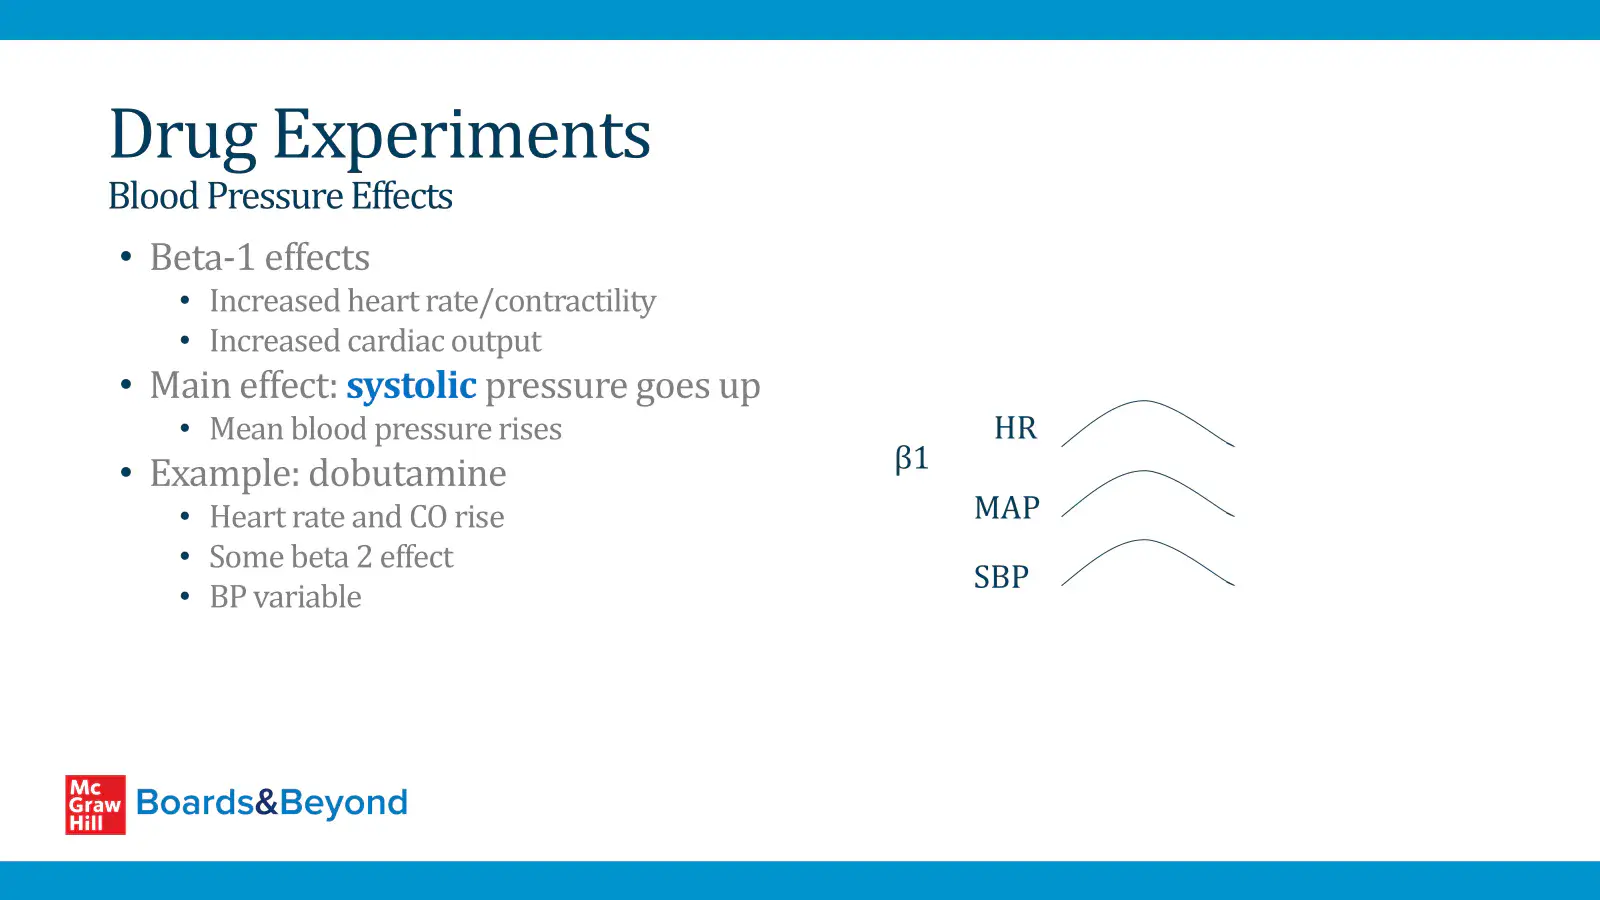 Drug Experiments
Blood Pressure Effects
• Beta-1 effects
• Increased heart rate/contractility
• Increased cardiac output
• Main effect: systolic pressure goes up
• Mean blood pressure rises
• Example: dobutamine
• Heart rate and CO rise
• Some beta 2 effect
• BP variable
β1
HR
MAP
SBP
Mc
Graw
Hill
Boards&Beyond